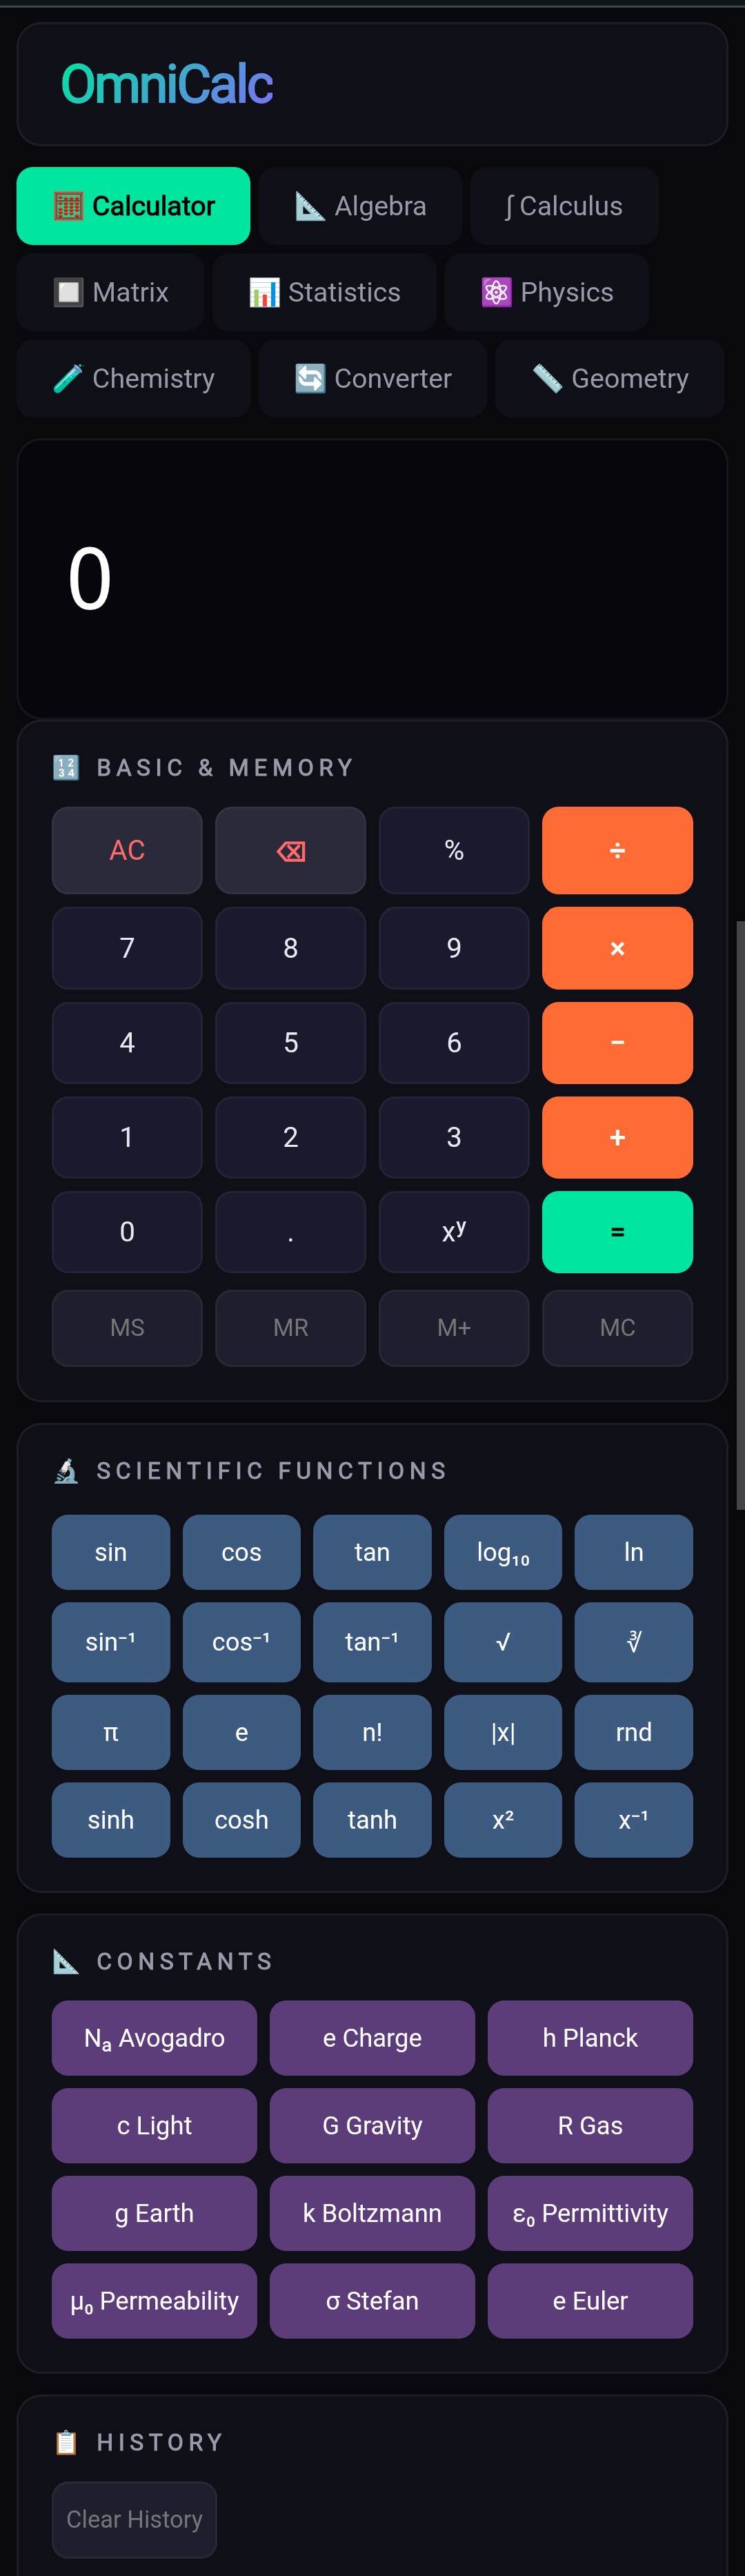 OmniCalc
🧮 Calculator 📐 Algebra ∫ Calculus
🔲 Matrix 📊 Statistics ⚛️ Physics
🧪 Chemistry 🔄 Converter 📏 Geometry
0
🔢 BASIC & MEMORY
AC ⌫ % ÷
7 8 9 ×
4 5 6 −
1 2 3 +
0 . xʸ =
MS MR M+ MC
🔬 SCIENTIFIC FUNCTIONS
sin cos tan log₁₀ ln
sin⁻¹ cos⁻¹ tan⁻¹ √ ∛
π e n! |x| rnd
sinh cosh tanh x² x⁻¹
📐 CONSTANTS
Nₐ Avogadro e Charge h Planck
c Light G Gravity R Gas
g Earth k Boltzmann ε₀ Permittivity
μ₀ Permeability σ Stefan e Euler
📋 HISTORY
Clear History